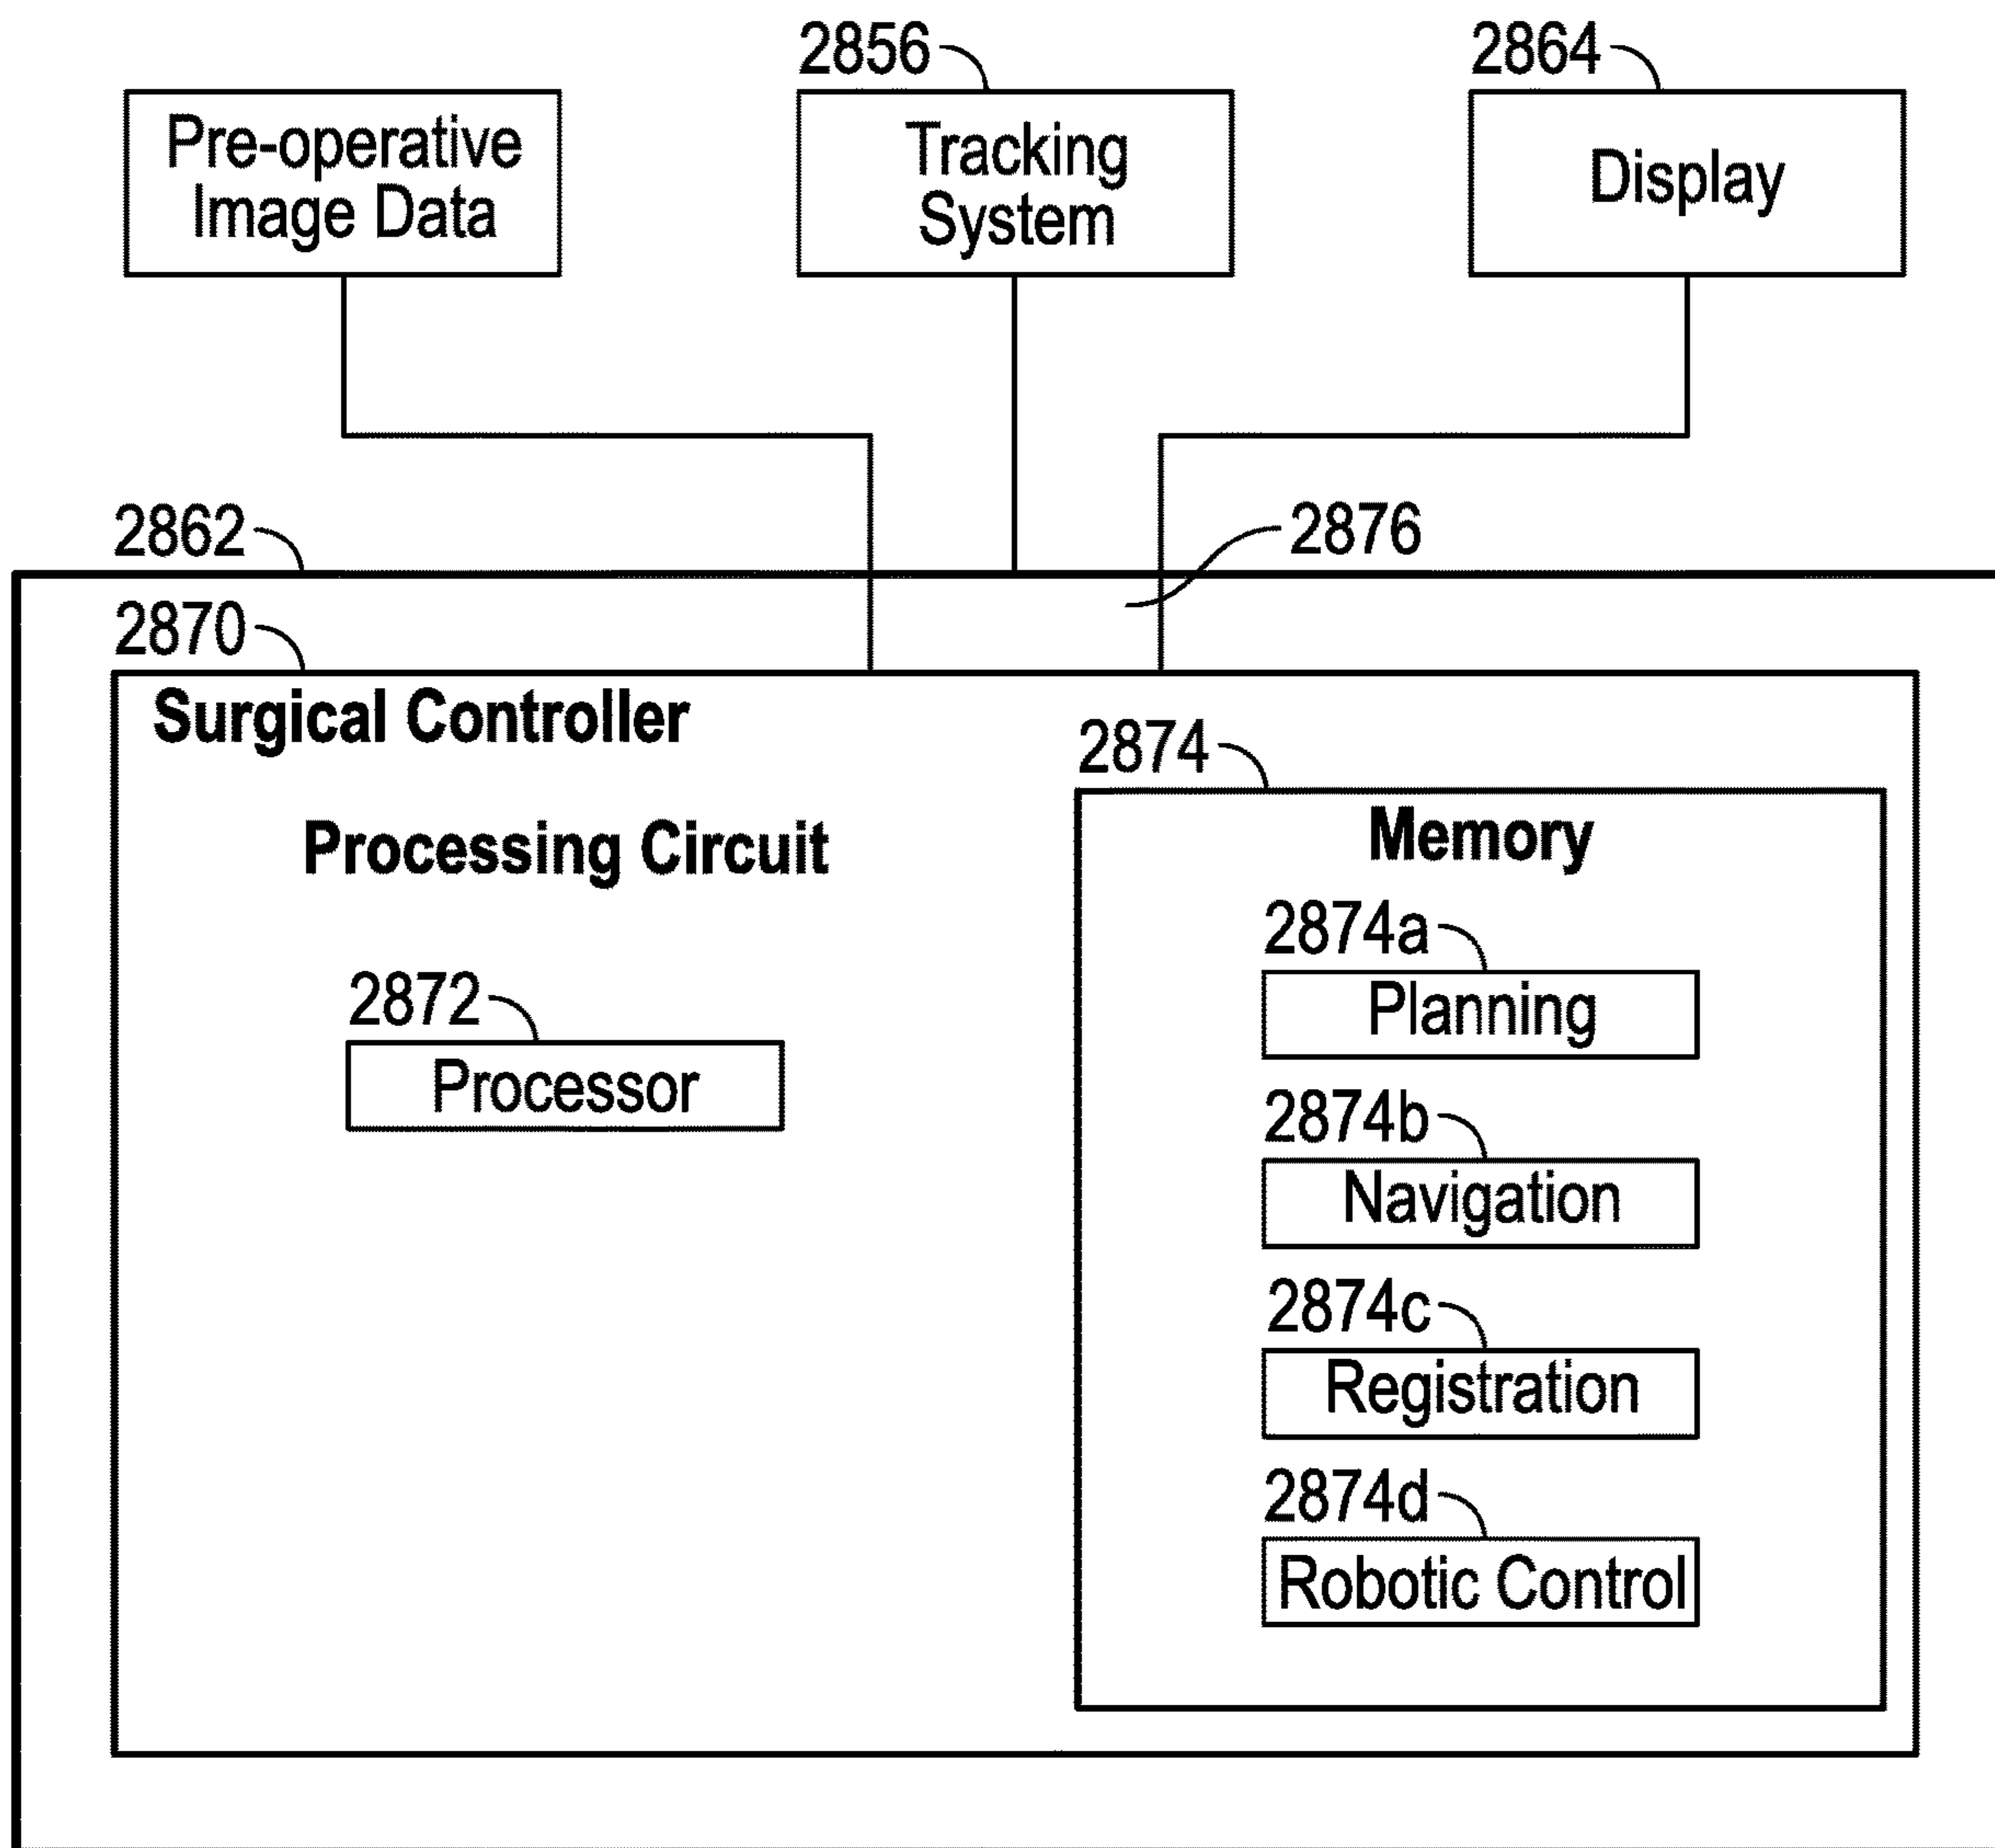 2856
2864
Pre-operative
Image Data
Tracking
System
Display
2862
2876
2870
Surgical Controller
Processing Circuit
2872
Processor
2874
Memory
2874a
Planning
2874b
Navigation
2874c
Registration
2874d
Robotic Control